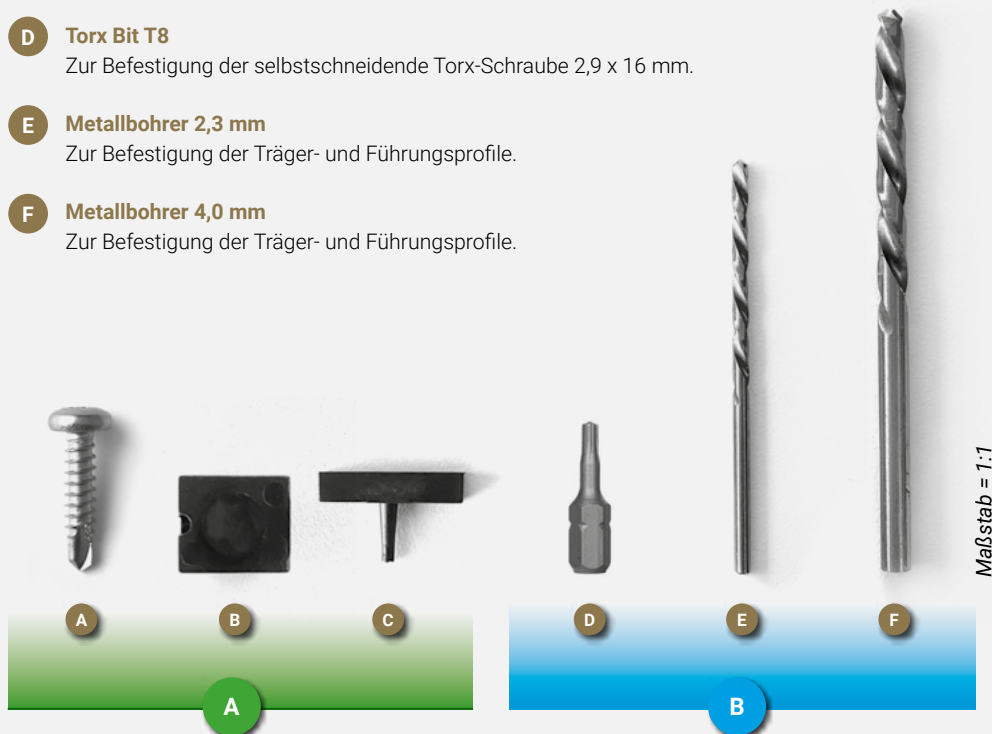 D Torx Bit T8
Zur Befestigung der selbstschneidende Torx-Schraube 2,9 x 16 mm.
E Metallbohrer 2,3 mm
Zur Befestigung der Träger- und Führungsprofile.
F Metallbohrer 4,0 mm
Zur Befestigung der Träger- und Führungsprofile.
Maßstab = 1:1
A B C D E F
A B